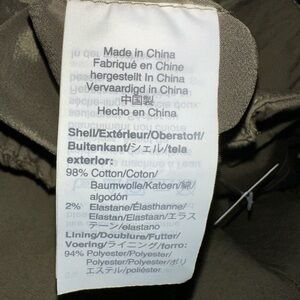 Made in China
Fabriqué en Chine
hergestellt in China
Vervaardigd in China
中国製
Hecho en China
Shell/Extérieur/Oberstoff/
Buitenkant/シェル/tela
exterior:
98% Cotton/Coton/
Baumwolle/Katoen/綿/
algodón
2% Elastane/Élasthanne/
Elastan/Elastaan/エラス
テーン/elastano
Lining/Doublure/Futter/
Voering/ライニング/forro:
94% Polyester/Polyester/
Polyester/Polyester/ポリ
エステル/poliéster